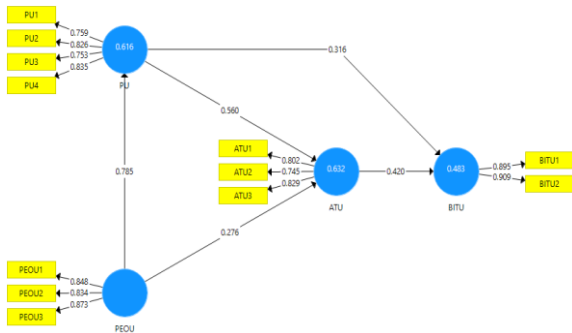 PU1
0.759
PU2
0.826
PU3
0.753
PU4
0.835
0.616
PU
0.316
0.560
0.785
ATU1
0.802
ATU2
0.745
ATU3
0.829
0.632
ATU
0.420
0.483
BITU
0.895
BITU1
0.909
BITU2
0.276
PEOU1
0.848
PEOU2
0.834
PEOU3
0.873
PEOU